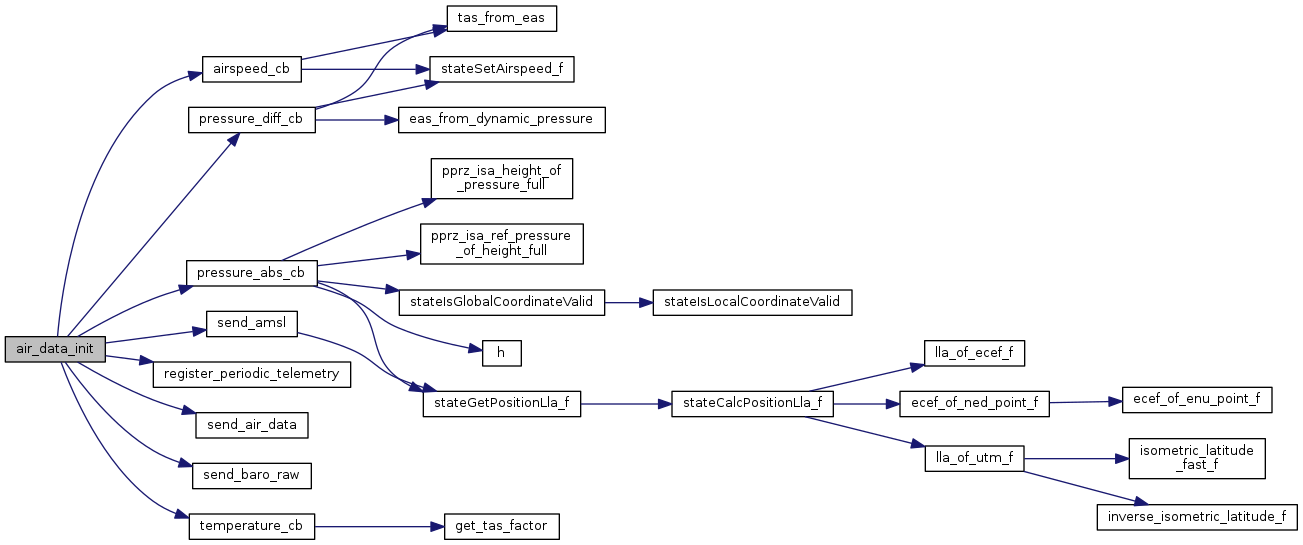 tas_from_eas
airspeed_cb
stateSetAirspeed_f
pressure_diff_cb
eas_from_dynamic_pressure
pprz_isa_height_of
_pressure_full
pprz_isa_ref_pressure
_of_height_full
pressure_abs_cb
stateIsGlobalCoordinateValid
stateIsLocalCoordinateValid
send_amsl
air_data_init
h
lla_of_ecef_f
register_periodic_telemetry
stateGetPositionLla_f
stateCalcPositionLla_f
ecef_of_ned_point_f
ecef_of_enu_point_f
send_air_data
lla_of_utm_f
isometric_latitude
_fast_f
send_baro_raw
inverse_isometric_latitude_f
temperature_cb
get_tas_factor